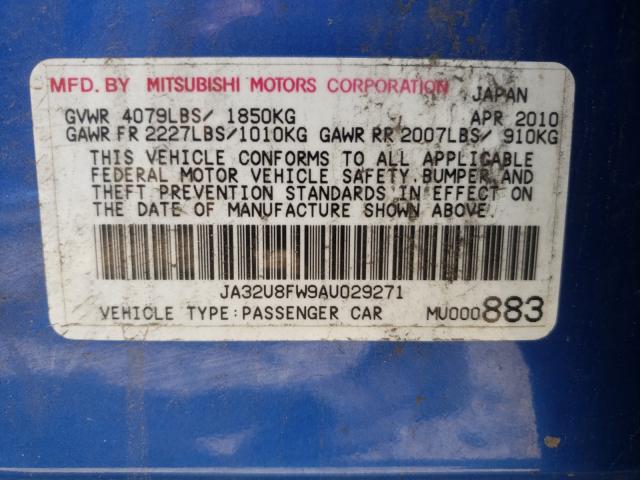 MFD. BY MITSUBISHI MOTORS CORPORATION JAPAN
GVWR 4079LBS/ 1850KG APR 2010
GAWR FR 2227LBS/1010KG GAWR RR 2007LBS/ 910KG
THIS VEHICLE CONFORMS TO ALL APPLICABLE
FEDERAL MOTOR VEHICLE SAFETY, BUMPER, AND
THEFT PREVENTION STANDARDS IN EFFECT ON
THE DATE OF MANUFACTURE SHOWN ABOVE.
JA32U8FW9AU029271
VEHICLE TYPE:PASSENGER CAR MU000883